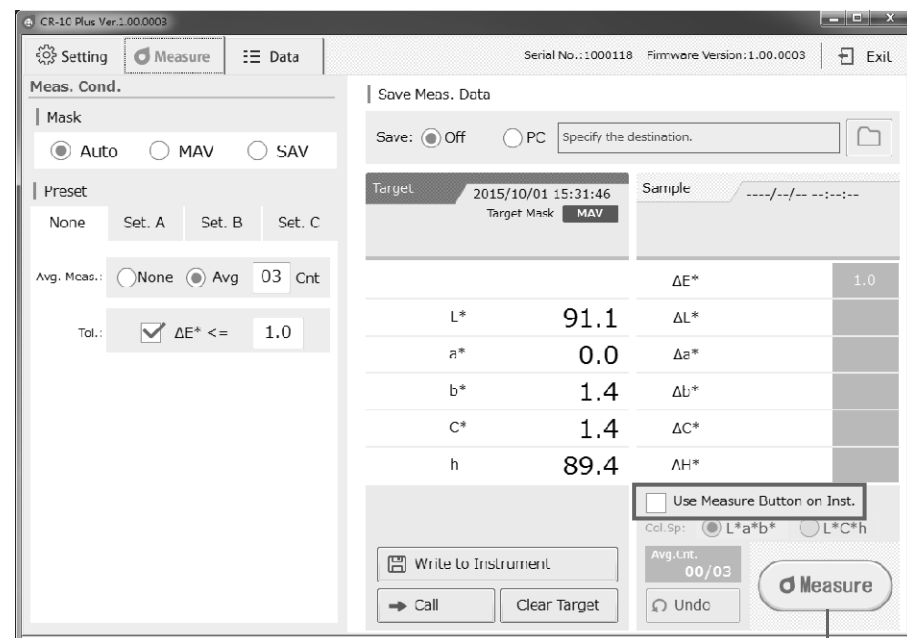 CR-10 Plus Ver.1.00.0003
Setting
Measure
Data
Serial No.:1000118 Firmware Version:1.00.0003
Exit
Meas. Cond.
Mask
Auto MAV SAV
Preset
None Set. A Set. B Set. C
Avg. Meas.: None Avg 03 Cnt
Tol.: ΔE* <= 1.0
Save Meas. Data
Save: Off PC Specify the destination.
Target 2015/10/01 15:31:46
Target Mask MAV
Sample ----/--/-- --:--:--
ΔE* 1.0
L* 91.1 ΔL*
a* 0.0 Δa*
b* 1.4 Δb*
C* 1.4 ΔC*
h 89.4 ΔH*
Use Measure Button on Inst.
Col.Sp: L*a*b* L*C*h
Write to Instrument
Avg.Cnt.
00/03
Measure
Call Clear Target Undo